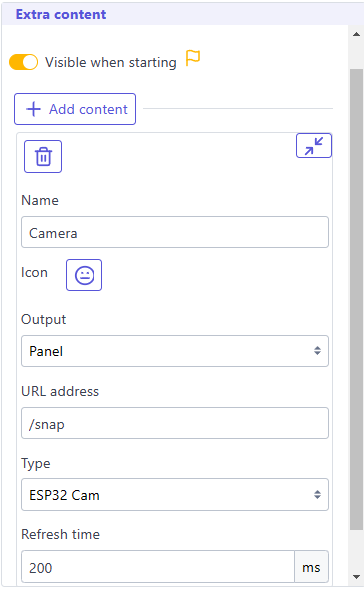 Extra content
Visible when starting
Add content
Name
Camera
Icon
Output
Panel
URL address
/snap
Type
ESP32 Cam
Refresh time
200 ms